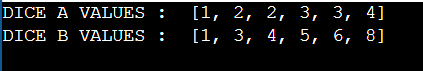 DICE A VALUES :  [1, 2, 2, 3, 3, 4]
DICE B VALUES :  [1, 3, 4, 5, 6, 8]